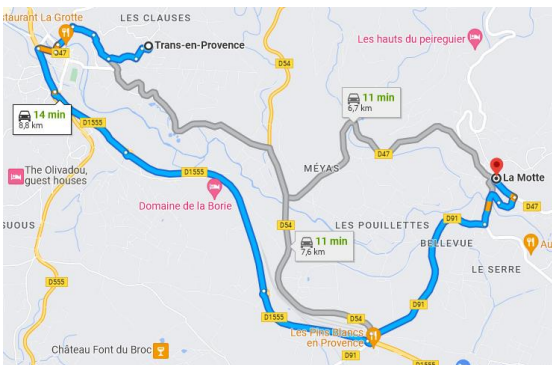 staurant La Grotte
LES CLAUSES
D47
Trans-en-Provence
D54
Les hauts du peireguier
14 min
8,8 km
D1555
11 min
6,7 km
The Olivadou,
guest houses
D1555
MÉYAS
D47
La Motte
Domaine de la Borie
D47
GUOUS
D54
11 min
7,6 km
LES POUILLETTES
D91
BELLEVUE
Au
LE SERRE
D555
D1555
D54
D91
Les Pins Blancs
en Provence
Château Font du Broc
D91
D1555